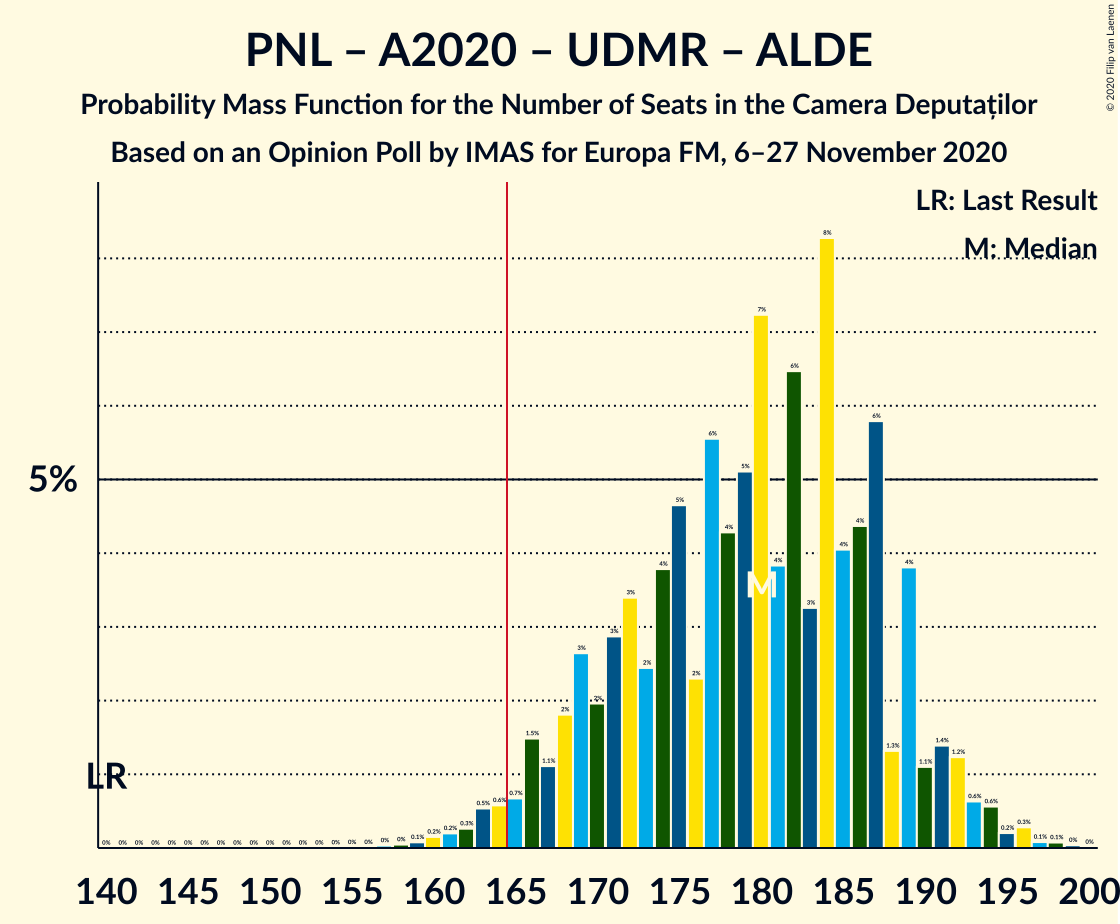 PNL – A2020 – UDMR – ALDE
Probability Mass Function for the Number of Seats in the Camera Deputaților
Based on an Opinion Poll by IMAS for Europa FM, 6–27 November 2020
© 2020 Filip van Laenen
LR: Last Result
M: Median
5%
LR
M
0% 0% 0% 0% 0% 0% 0% 0% 0% 0% 0% 0% 0% 0% 0% 0% 0% 0% 0% 0.1% 0.2% 0.2% 0.3% 0.5% 0.6% 0.7% 1.5% 1.1% 2% 3% 2% 3% 3% 2% 4% 5% 2% 6% 4% 5% 7% 4% 6% 3% 8% 4% 4% 6% 1.3% 4% 1.1% 1.4% 1.2% 0.6% 0.6% 0.2% 0.3% 0.1% 0.1% 0% 0%
140 145 150 155 160 165 170 175 180 185 190 195 200